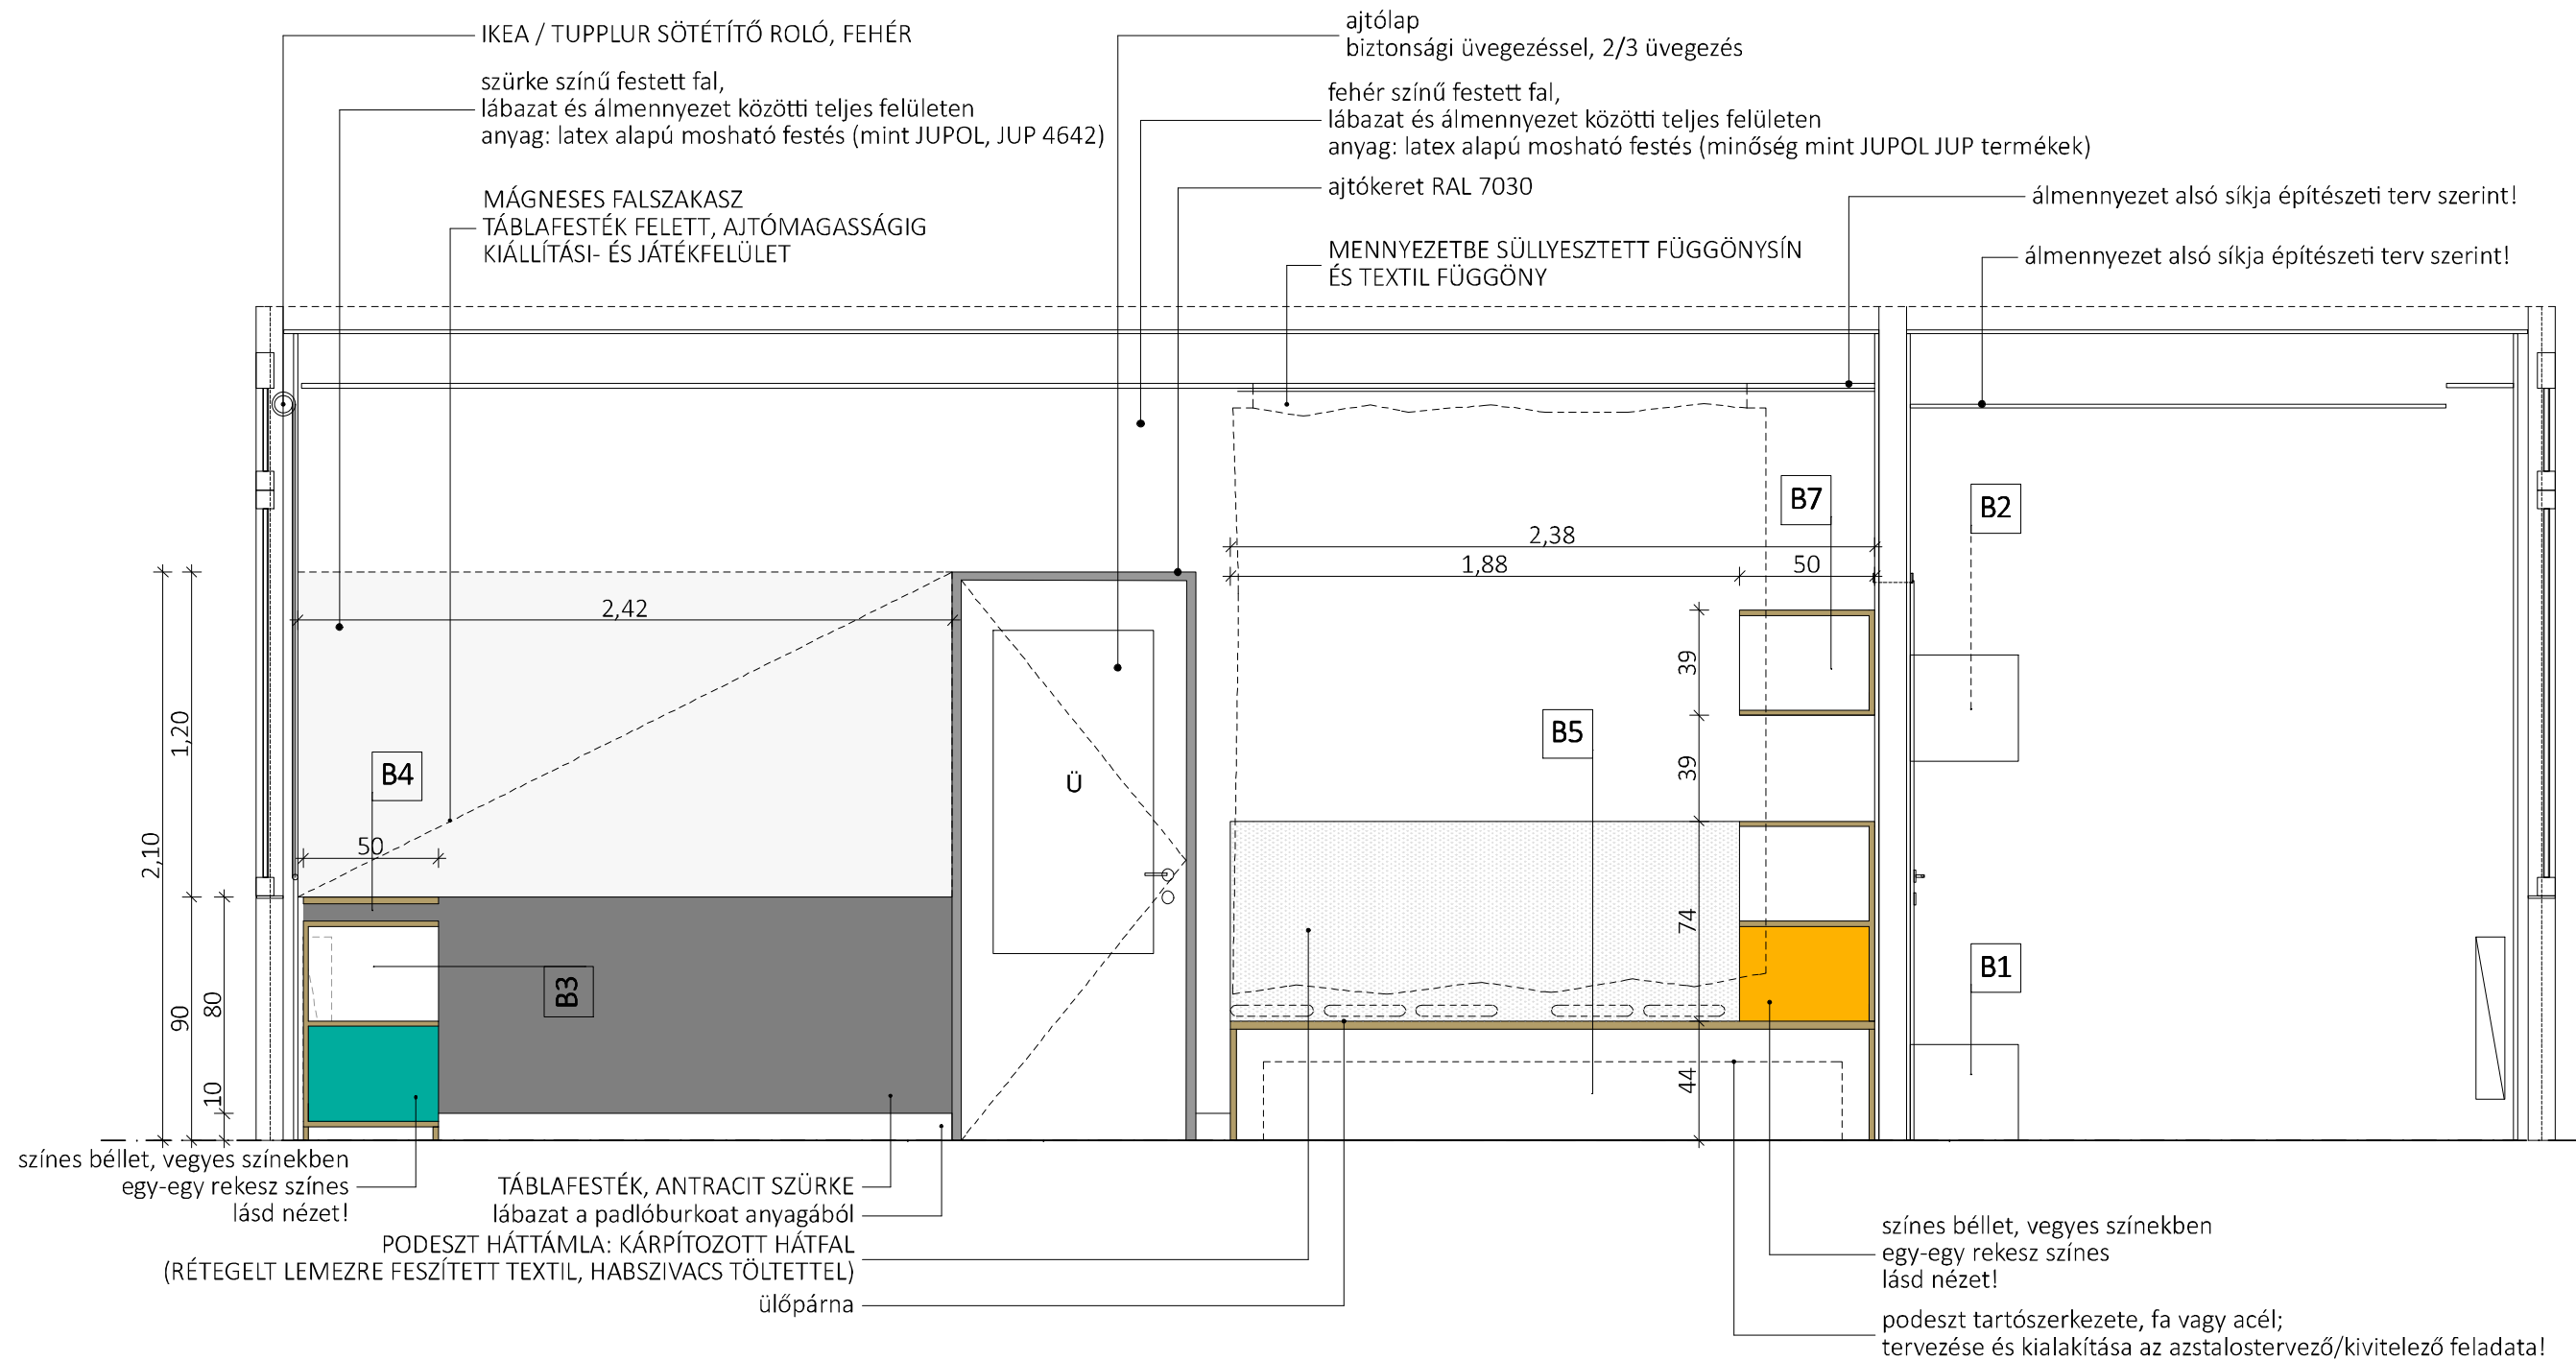 IKEA / TUPPLUR SÖTÉTÍTŐ ROLÓ, FEHÉR
szürke színű festett fal,
lábazat és álmennyezet közötti teljes felületen
anyag: latex alapú mosható festés (mint JUPOL, JUP 4642)
MÁGNESES FALSZAKASZ
TÁBLAFESTÉK FELETT, AJTÓMAGASSÁGIG
KIÁLLÍTÁSI- ÉS JÁTÉKFELÜLET
ajtólap
biztonsági üvegezéssel, 2/3 üvegezés
fehér színű festett fal,
lábazat és álmennyezet közötti teljes felületen
anyag: latex alapú mosható festés (minőség mint JUPOL JUP termékek)
ajtókeret RAL 7030
MENNYEZETBE SÜLLYESZTETT FÜGGÖNYSÍN
ÉS TEXTIL FÜGGÖNY
álmennyezet alsó síkja építészeti terv szerint!
álmennyezet alsó síkja építészeti terv szerint!
B7
B2
2,38
1,88
50
2,42
39
1,20
B5
39
B4
Ü
2,10
50
74
B1
B3
80
90
44
10
színes béllet, vegyes színekben
egy-egy rekesz színes
lásd nézet!
TÁBLAFESTÉK, ANTRACIT SZÜRKE
lábazat a padlóburkoat anyagából
PODESZT HÁTTÁMLA: KÁRPÍTOZOTT HÁTFAL
(RÉTEGELT LEMEZRE FESZÍTETT TEXTIL, HABSZIVACS TÖLTETTEL)
ülőpárna
színes béllet, vegyes színekben
egy-egy rekesz színes
lásd nézet!
podeszt tartószerkezete, fa vagy acél;
tervezése és kialakítása az azstalostervező/kivitelező feladata!